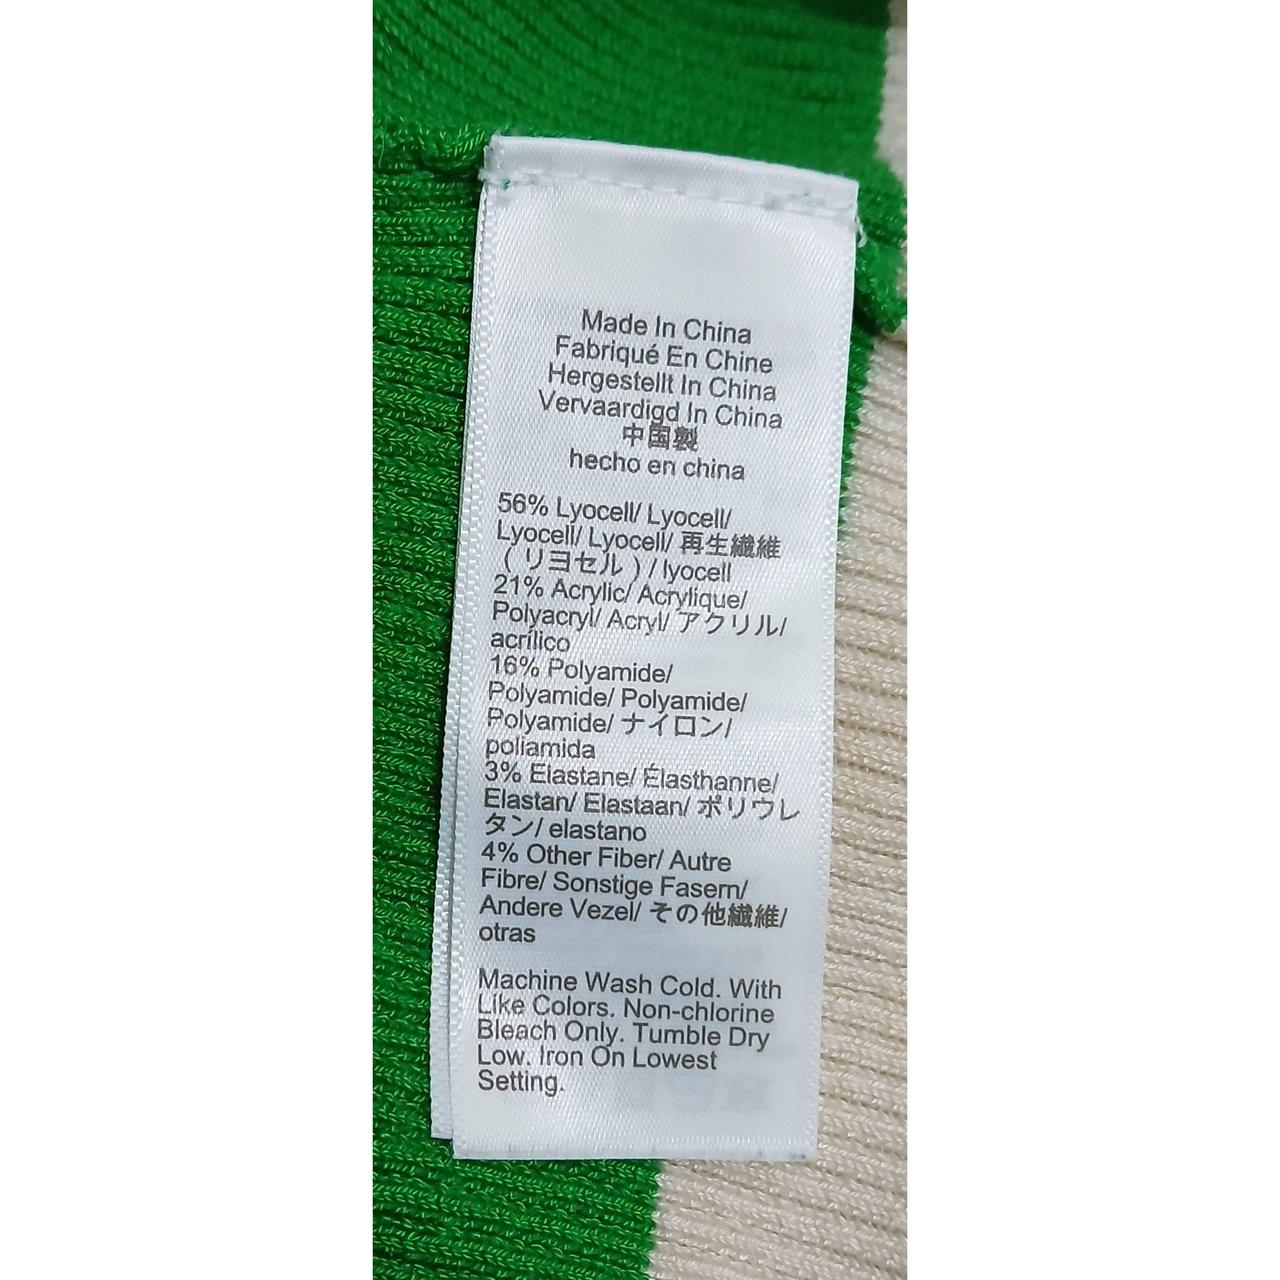 Made In China
Fabriqué En Chine
Hergestellt In China
Vervaardigd In China
中国製
hecho en china
56% Lyocell/ Lyocell/
Lyocell/ Lyocell/ 再生繊維
(リヨセル)/ lyocell
21% Acrylic/ Acrylique/
Polyacryl/ Acryl/ アクリル/
acrílico
16% Polyamide/
Polyamide/ Polyamide/
Polyamide/ ナイロン/
poliamida
3% Elastane/ Élasthanne/
Elastan/ Elastaan/ ポリウレ
タン/ elastano
4% Other Fiber/ Autre
Fibre/ Sonstige Fasern/
Andere Vezel/ その他繊維/
otras
Machine Wash Cold. With
Like Colors. Non-chlorine
Bleach Only. Tumble Dry
Low. Iron On Lowest
Setting.